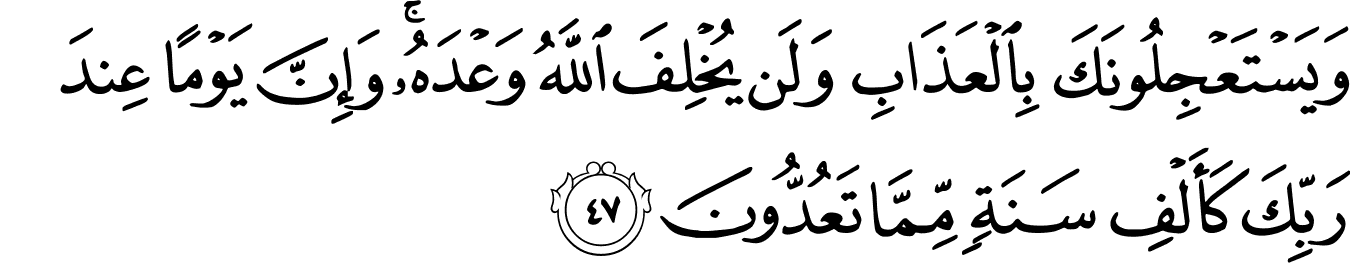 وَيَسْتَعْجِلُونَكَ بِٱلْعَذَابِ وَلَن يُخْلِفَ ٱللَّهُ وَعْدَهُۥ ۚ وَإِنَّ يَوْمًا عِندَ
رَبِّكَ كَأَلْفِ سَنَةٍ مِّمَّا تَعُدُّونَ ٤٧